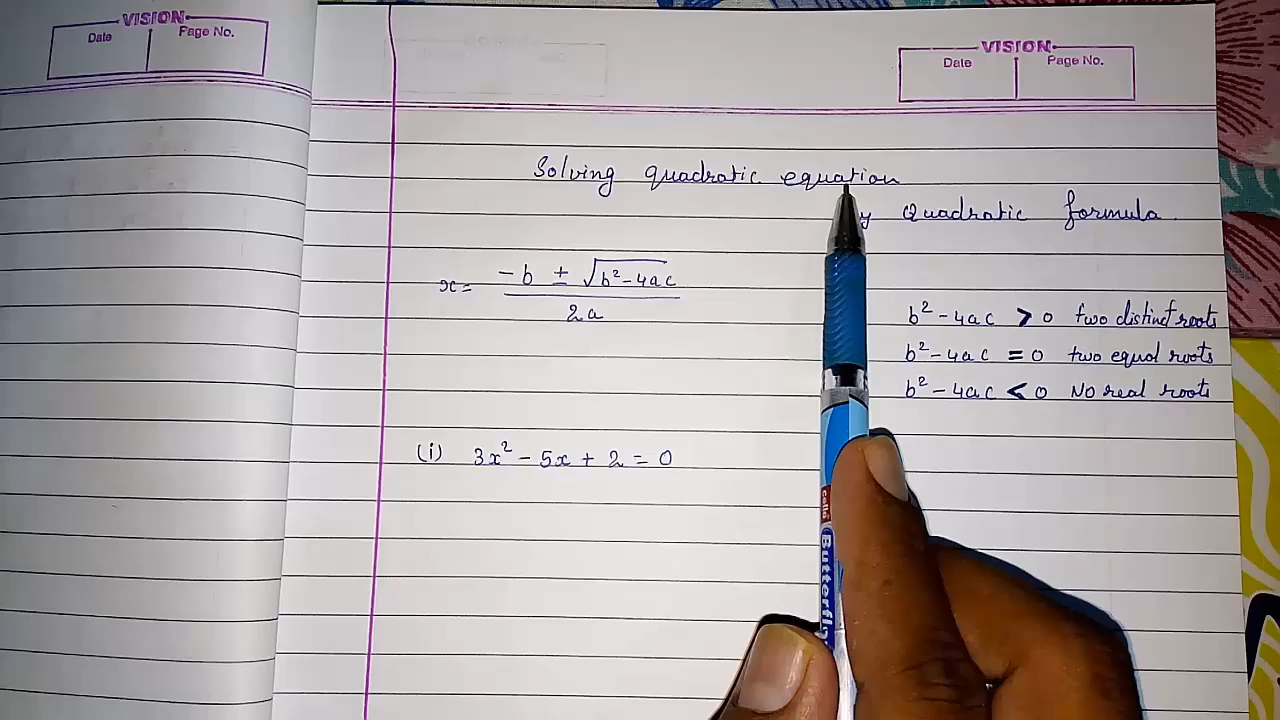 VISION
Date Page No.
VISION
Date Page No.
Solving quadratic equation
y Quadratic formula
x = -b ± √b²-4ac / 2a
b² - 4ac > 0 two distinct roots
b² - 4ac = 0 two equal roots
b² - 4ac < 0 No real roots
(i) 3x² - 5x + 2 = 0
cello
Butterfly